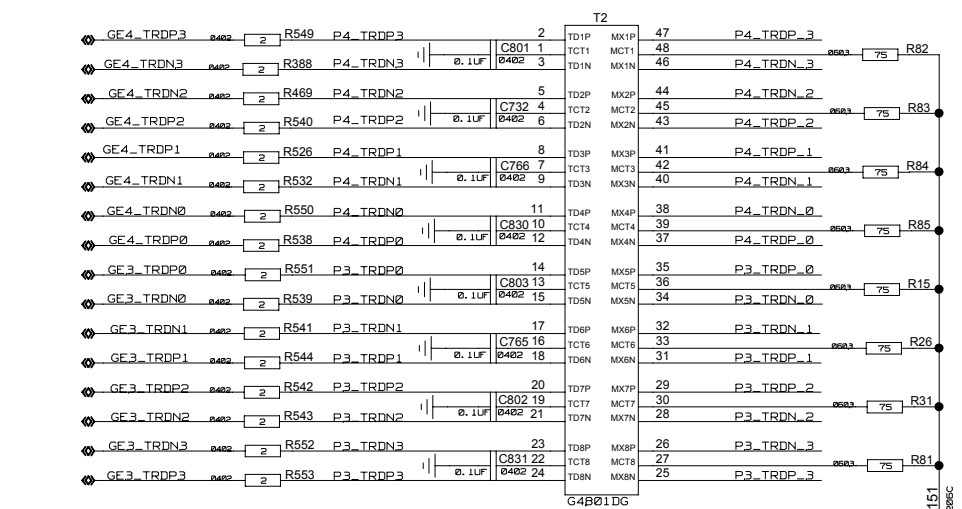 T2
GE4_TRDP3 0402 2 R549 P4_TRDP3 2 TD1P MX1P 47 P4_TRDP_3
C801 1 TCT1 MCT1 48 0603 75 R82
0.1UF 0402
GE4_TRDN3 0402 2 R388 P4_TRDN3 3 TD1N MX1N 46 P4_TRDN_3
GE4_TRDN2 0402 2 R469 P4_TRDN2 5 TD2P MX2P 44 P4_TRDN_2
C732 4 TCT2 MCT2 45 0603 75 R83
0.1UF 0402
GE4_TRDP2 0402 2 R540 P4_TRDP2 6 TD2N MX2N 43 P4_TRDP_2
GE4_TRDP1 0402 2 R526 P4_TRDP1 8 TD3P MX3P 41 P4_TRDP_1
C766 7 TCT3 MCT3 42 0603 75 R84
0.1UF 0402
GE4_TRDN1 0402 2 R532 P4_TRDN1 9 TD3N MX3N 40 P4_TRDN_1
GE4_TRDN0 0402 2 R550 P4_TRDN0 11 TD4P MX4P 38 P4_TRDN_0
C830 10 TCT4 MCT4 39 0603 75 R85
0.1UF 0402
GE4_TRDP0 0402 2 R538 P4_TRDP0 12 TD4N MX4N 37 P4_TRDP_0
GE3_TRDP0 0402 2 R551 P3_TRDP0 14 TD5P MX5P 35 P3_TRDP_0
C803 13 TCT5 MCT5 36 0603 75 R15
0.1UF 0402
GE3_TRDN0 0402 2 R539 P3_TRDN0 15 TD5N MX5N 34 P3_TRDN_0
GE3_TRDN1 0402 2 R541 P3_TRDN1 17 TD6P MX6P 32 P3_TRDN_1
C765 16 TCT6 MCT6 33 0603 75 R26
0.1UF 0402
GE3_TRDP1 0402 2 R544 P3_TRDP1 18 TD6N MX6N 31 P3_TRDP_1
GE3_TRDP2 0402 2 R542 P3_TRDP2 20 TD7P MX7P 29 P3_TRDP_2
C802 19 TCT7 MCT7 30 0603 75 R31
0.1UF 0402
GE3_TRDN2 0402 2 R543 P3_TRDN2 21 TD7N MX7N 28 P3_TRDN_2
GE3_TRDN3 0402 2 R552 P3_TRDN3 23 TD8P MX8P 26 P3_TRDN_3
C831 22 TCT8 MCT8 27 0603 75 R81
0.1UF 0402
GE3_TRDP3 0402 2 R553 P3_TRDP3 24 TD8N MX8N 25 P3_TRDP_3
G4801DG
151